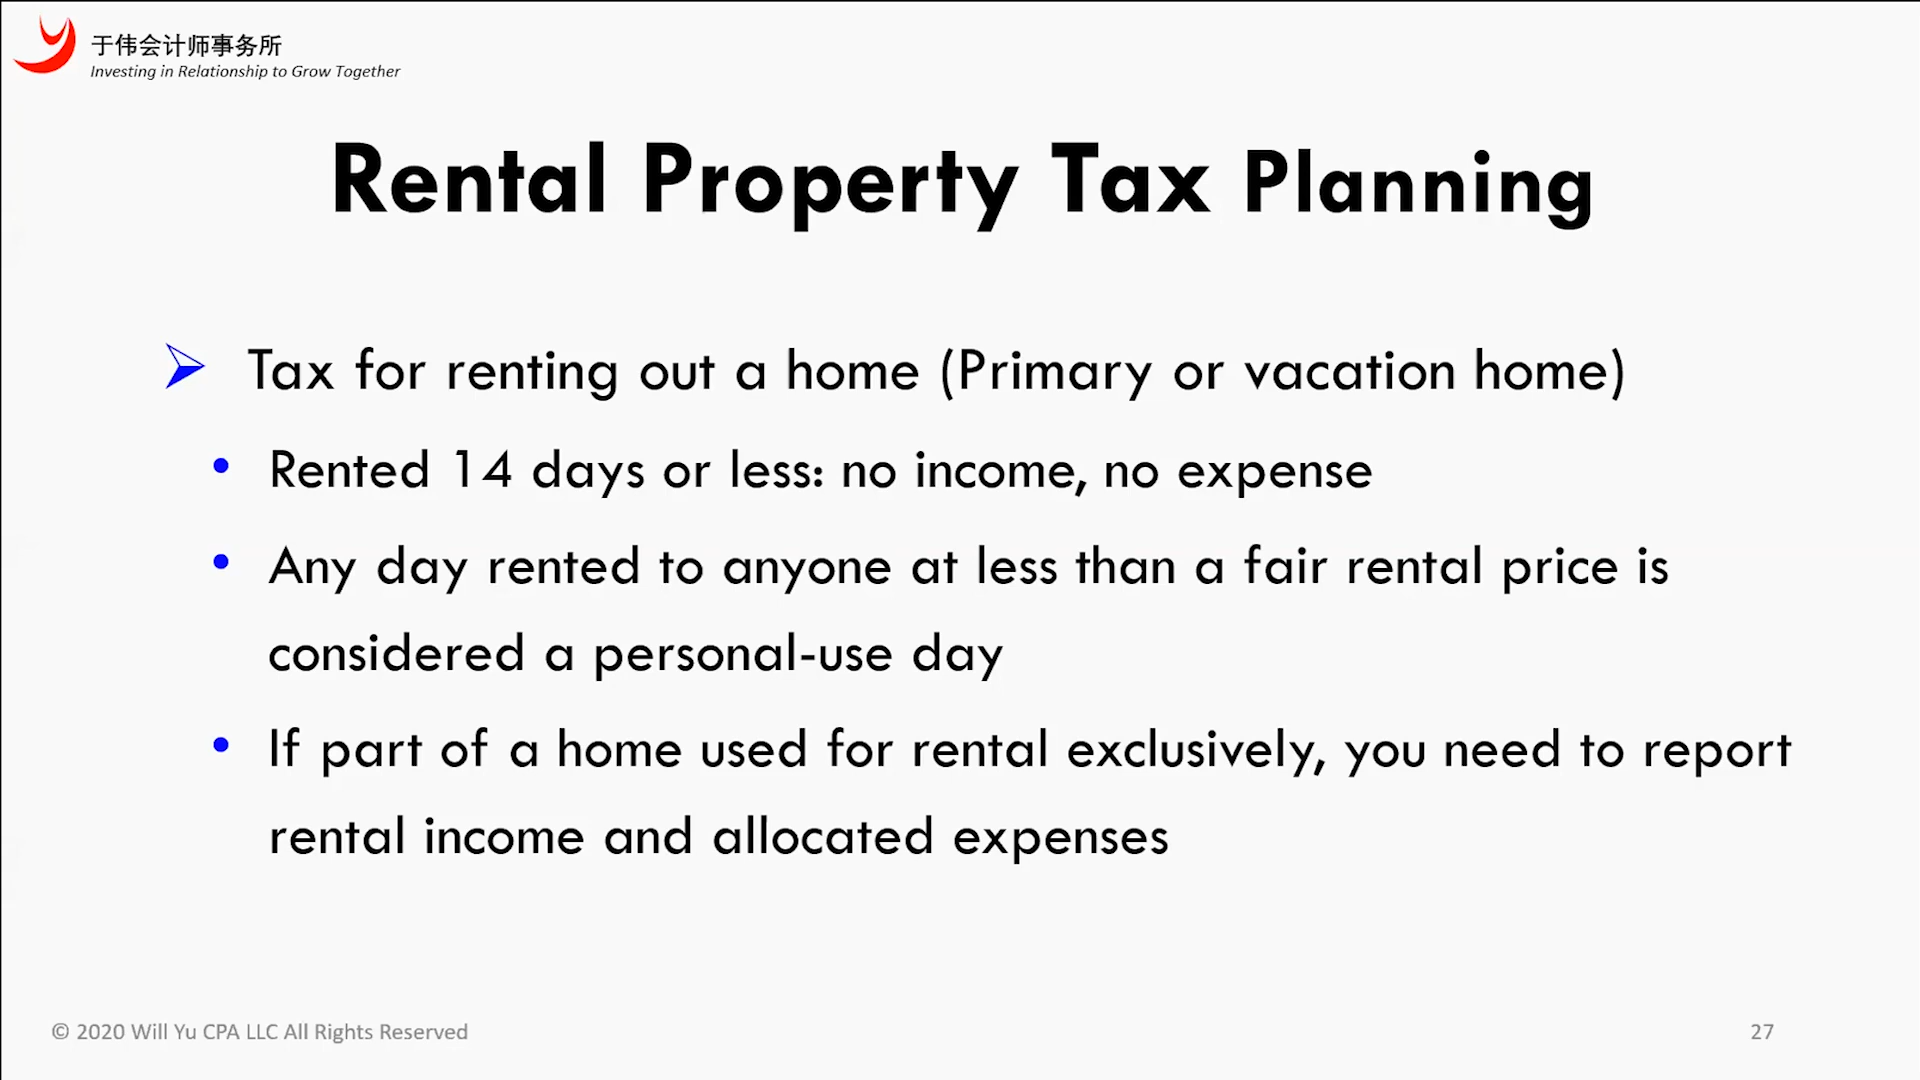 于伟会计师事务所
Investing in Relationship to Grow Together
Rental Property Tax Planning
Tax for renting out a home (Primary or vacation home)
• Rented 14 days or less: no income, no expense
• Any day rented to anyone at less than a fair rental price is
considered a personal-use day
• If part of a home used for rental exclusively, you need to report
rental income and allocated expenses
© 2020 Will Yu CPA LLC All Rights Reserved
27